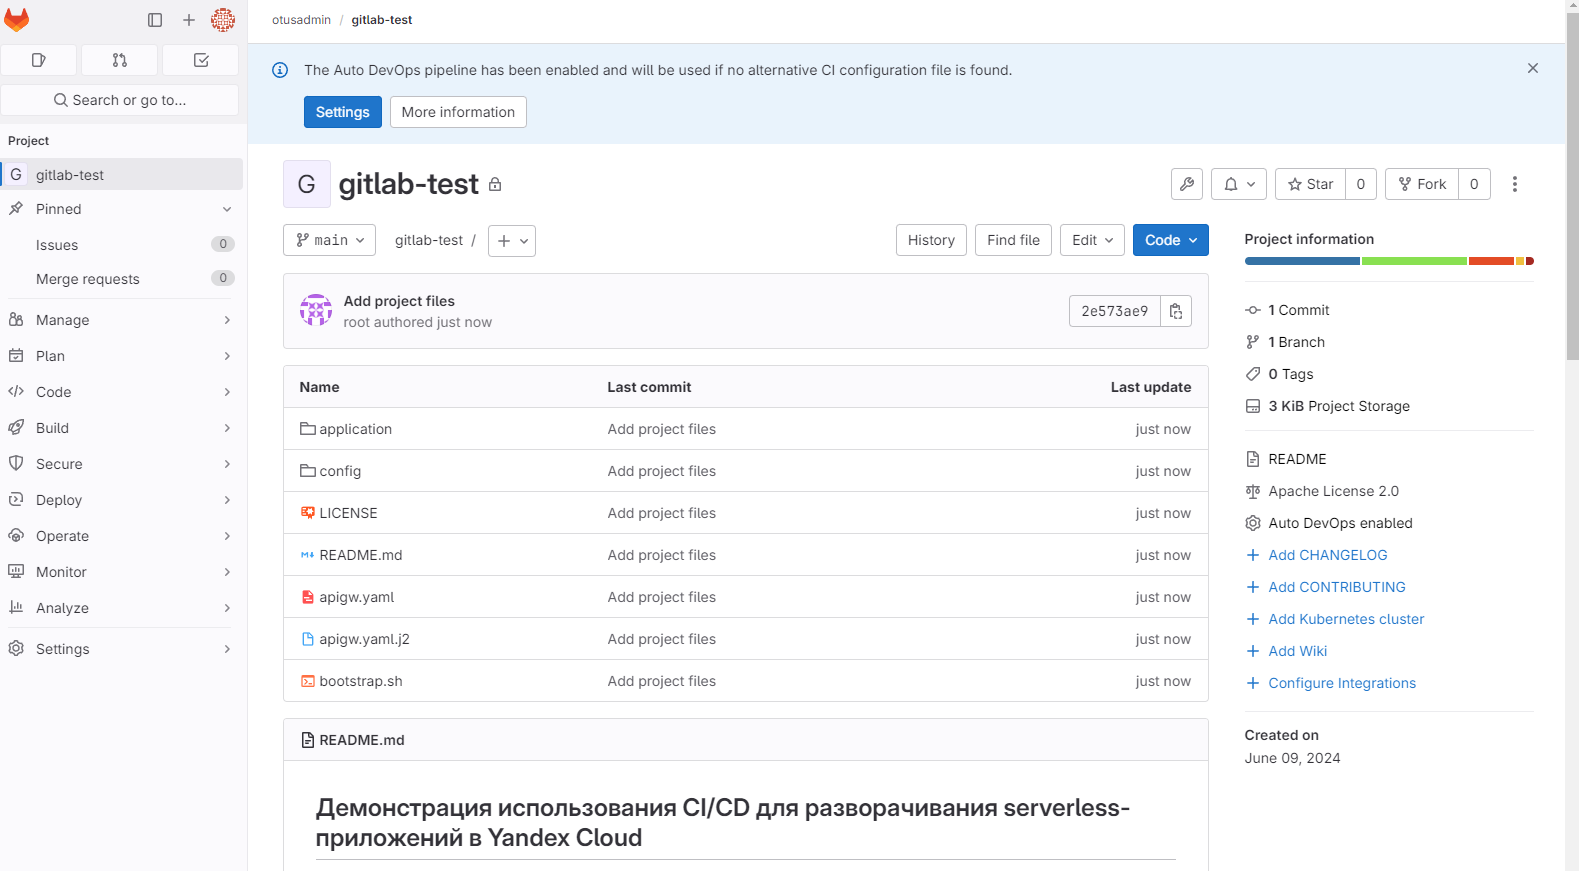 otusadmin / gitlab-test
The Auto DevOps pipeline has been enabled and will be used if no alternative CI configuration file is found.
Settings More information
Search or go to...
Project
G gitlab-test
Pinned
Issues 0
Merge requests 0
Manage
Plan
Code
Build
Secure
Deploy
Operate
Monitor
Analyze
Settings
G gitlab-test
Star 0 Fork 0
main gitlab-test / + History Find file Edit Code
Add project files
root authored just now
2e573ae9
Name Last commit Last update
application Add project files just now
config Add project files just now
LICENSE Add project files just now
README.md Add project files just now
apigw.yaml Add project files just now
apigw.yaml.j2 Add project files just now
bootstrap.sh Add project files just now
README.md
Демонстрация использования CI/CD для разворачивания serverless-
приложений в Yandex Cloud
Project information
1 Commit
1 Branch
0 Tags
3 KiB Project Storage
README
Apache License 2.0
Auto DevOps enabled
+ Add CHANGELOG
+ Add CONTRIBUTING
+ Add Kubernetes cluster
+ Add Wiki
+ Configure Integrations
Created on
June 09, 2024